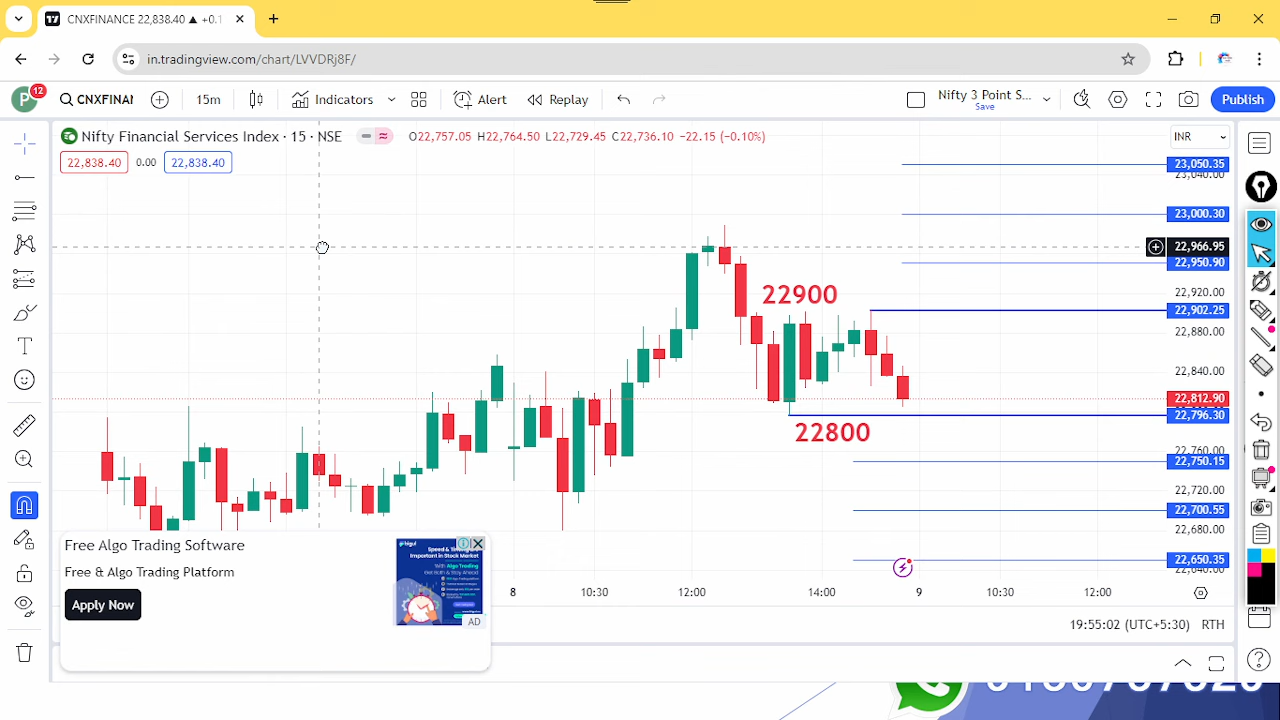 CNXFINANCE 22,838.40 ▲ +0.1
in.tradingview.com/chart/LVVDRj8F/
P 12 CNXFINAN 15m Indicators Alert Replay Nifty 3 Point S... Save Publish
Nifty Financial Services Index · 15 · NSE O22,757.05 H22,764.50 L22,729.45 C22,736.10 −22.15 (−0.10%) INR
22,838.40 0.00 22,838.40
23,050.35
23,040.00
23,000.30
22,966.95
22,950.90
22900
22,920.00
22,902.25
22,880.00
22,840.00
22,812.90
22,796.30
22800
22,760.00
22,750.15
22,720.00
22,700.55
22,680.00
22,650.35
22,640.00
Free Algo Trading Software
Free & Algo Trading Platform
Apply Now
AD
8 10:30 12:00 14:00 9 10:30 12:00
19:55:02 (UTC+5:30) RTH